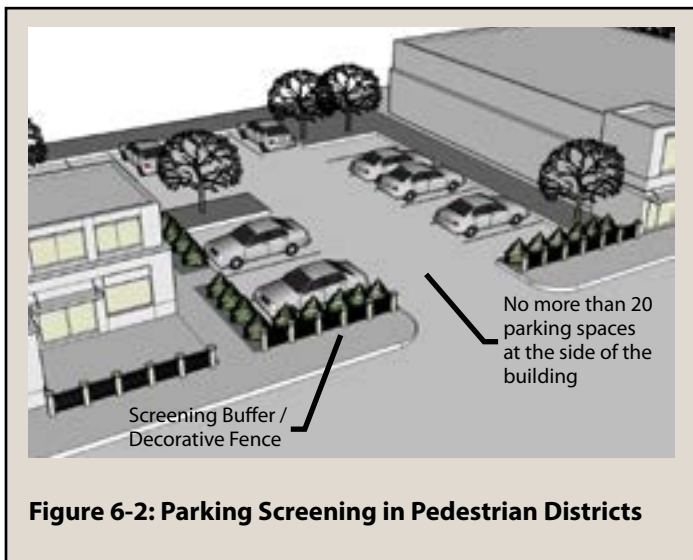 No more than 20
parking spaces
at the side of the
building
Screening Buffer /
Decorative Fence
Figure 6-2: Parking Screening in Pedestrian Districts